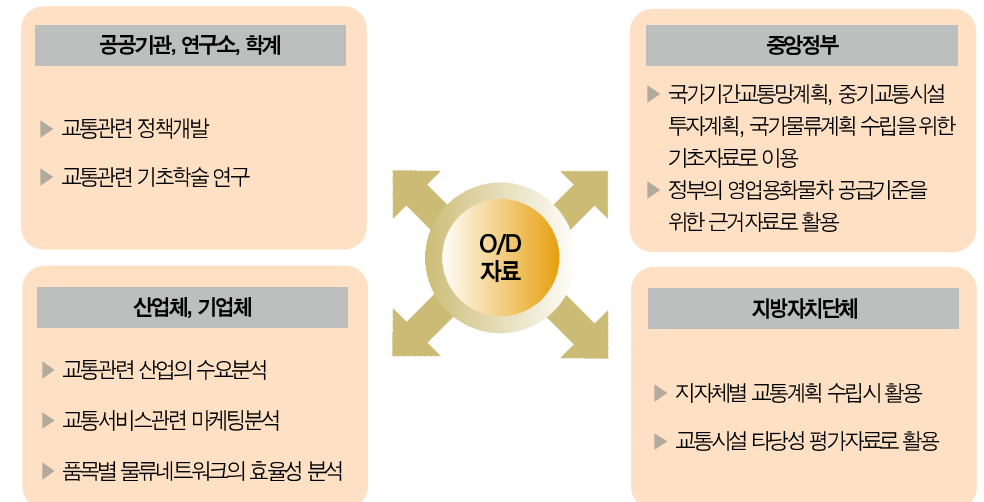 공공기관, 연구소, 학계
▶ 교통관련 정책개발
▶ 교통관련 기초학술 연구
중앙정부
▶ 국가기간교통망계획, 중기교통시설
투자계획, 국가물류계획 수립을 위한
기초자료로 이용
▶ 정부의 영업용화물차 공급기준을
위한 근거자료로 활용
O/D
자료
산업체, 기업체
▶ 교통관련 산업의 수요분석
▶ 교통서비스관련 마케팅분석
▶ 품목별 물류네트워크의 효율성 분석
지방자치단체
▶ 지자체별 교통계획 수립시 활용
▶ 교통시설 타당성 평가자료로 활용